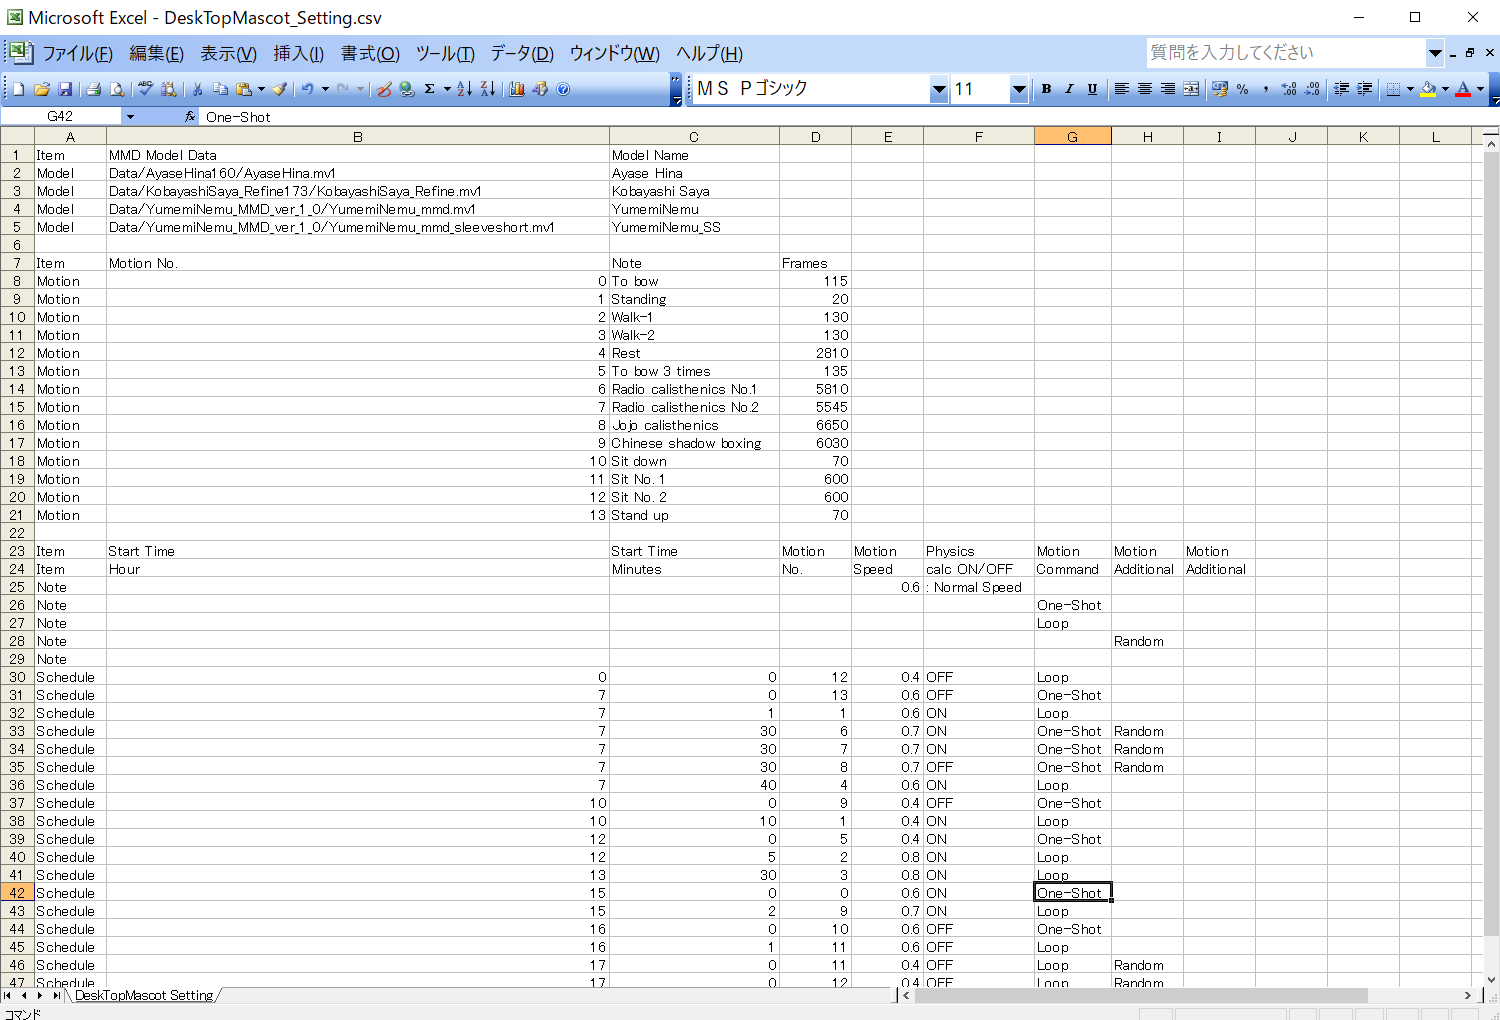 Microsoft Excel - DeskTopMascot_Setting.csv
ファイル(F) 編集(E) 表示(V) 挿入(I) 書式(O) ツール(T) データ(D) ウィンドウ(W) ヘルプ(H) 質問を入力してください
ＭＳ Ｐゴシック 11 B I U
G42 fx One-Shot
A B C D E F G H I J K L
1 Item MMD Model Data Model Name
2 Model Data/AyaseHina160/AyaseHina.mv1 Ayase Hina
3 Model Data/KobayashiSaya_Refine173/KobayashiSaya_Refine.mv1 Kobayashi Saya
4 Model Data/YumemiNemu_MMD_ver_1_0/YumemiNemu_mmd.mv1 YumemiNemu
5 Model Data/YumemiNemu_MMD_ver_1_0/YumemiNemu_mmd_sleeveshort.mv1 YumemiNemu_SS
6
7 Item Motion No. Note Frames
8 Motion 0 To bow 115
9 Motion 1 Standing 20
10 Motion 2 Walk-1 130
11 Motion 3 Walk-2 130
12 Motion 4 Rest 2810
13 Motion 5 To bow 3 times 135
14 Motion 6 Radio calisthenics No.1 5810
15 Motion 7 Radio calisthenics No.2 5545
16 Motion 8 Jojo calisthenics 6650
17 Motion 9 Chinese shadow boxing 6030
18 Motion 10 Sit down 70
19 Motion 11 Sit No. 1 600
20 Motion 12 Sit No. 2 600
21 Motion 13 Stand up 70
22
23 Item Start Time Start Time Motion Motion Physics Motion Motion Motion
24 Item Hour Minutes No. Speed calc ON/OFF Command Additional Additional
25 Note 0.6 : Normal Speed
26 Note One-Shot
27 Note Loop
28 Note Random
29 Note
30 Schedule 0 0 12 0.4 OFF Loop
31 Schedule 7 0 13 0.6 OFF One-Shot
32 Schedule 7 1 1 0.6 ON Loop
33 Schedule 7 30 6 0.7 ON One-Shot Random
34 Schedule 7 30 7 0.7 ON One-Shot Random
35 Schedule 7 30 8 0.7 OFF One-Shot Random
36 Schedule 7 40 4 0.6 ON Loop
37 Schedule 10 0 9 0.4 OFF One-Shot
38 Schedule 10 10 1 0.4 ON Loop
39 Schedule 12 0 5 0.4 ON One-Shot
40 Schedule 12 5 2 0.8 ON Loop
41 Schedule 13 30 3 0.8 ON Loop
42 Schedule 15 0 0 0.6 ON One-Shot
43 Schedule 15 2 9 0.7 ON Loop
44 Schedule 16 0 10 0.6 OFF One-Shot
45 Schedule 16 1 11 0.6 OFF Loop
46 Schedule 17 0 11 0.4 OFF Loop Random
47 Schedule 17 0 12 0.4 OFF Loop Random
DeskTopMascot Setting
コマンド